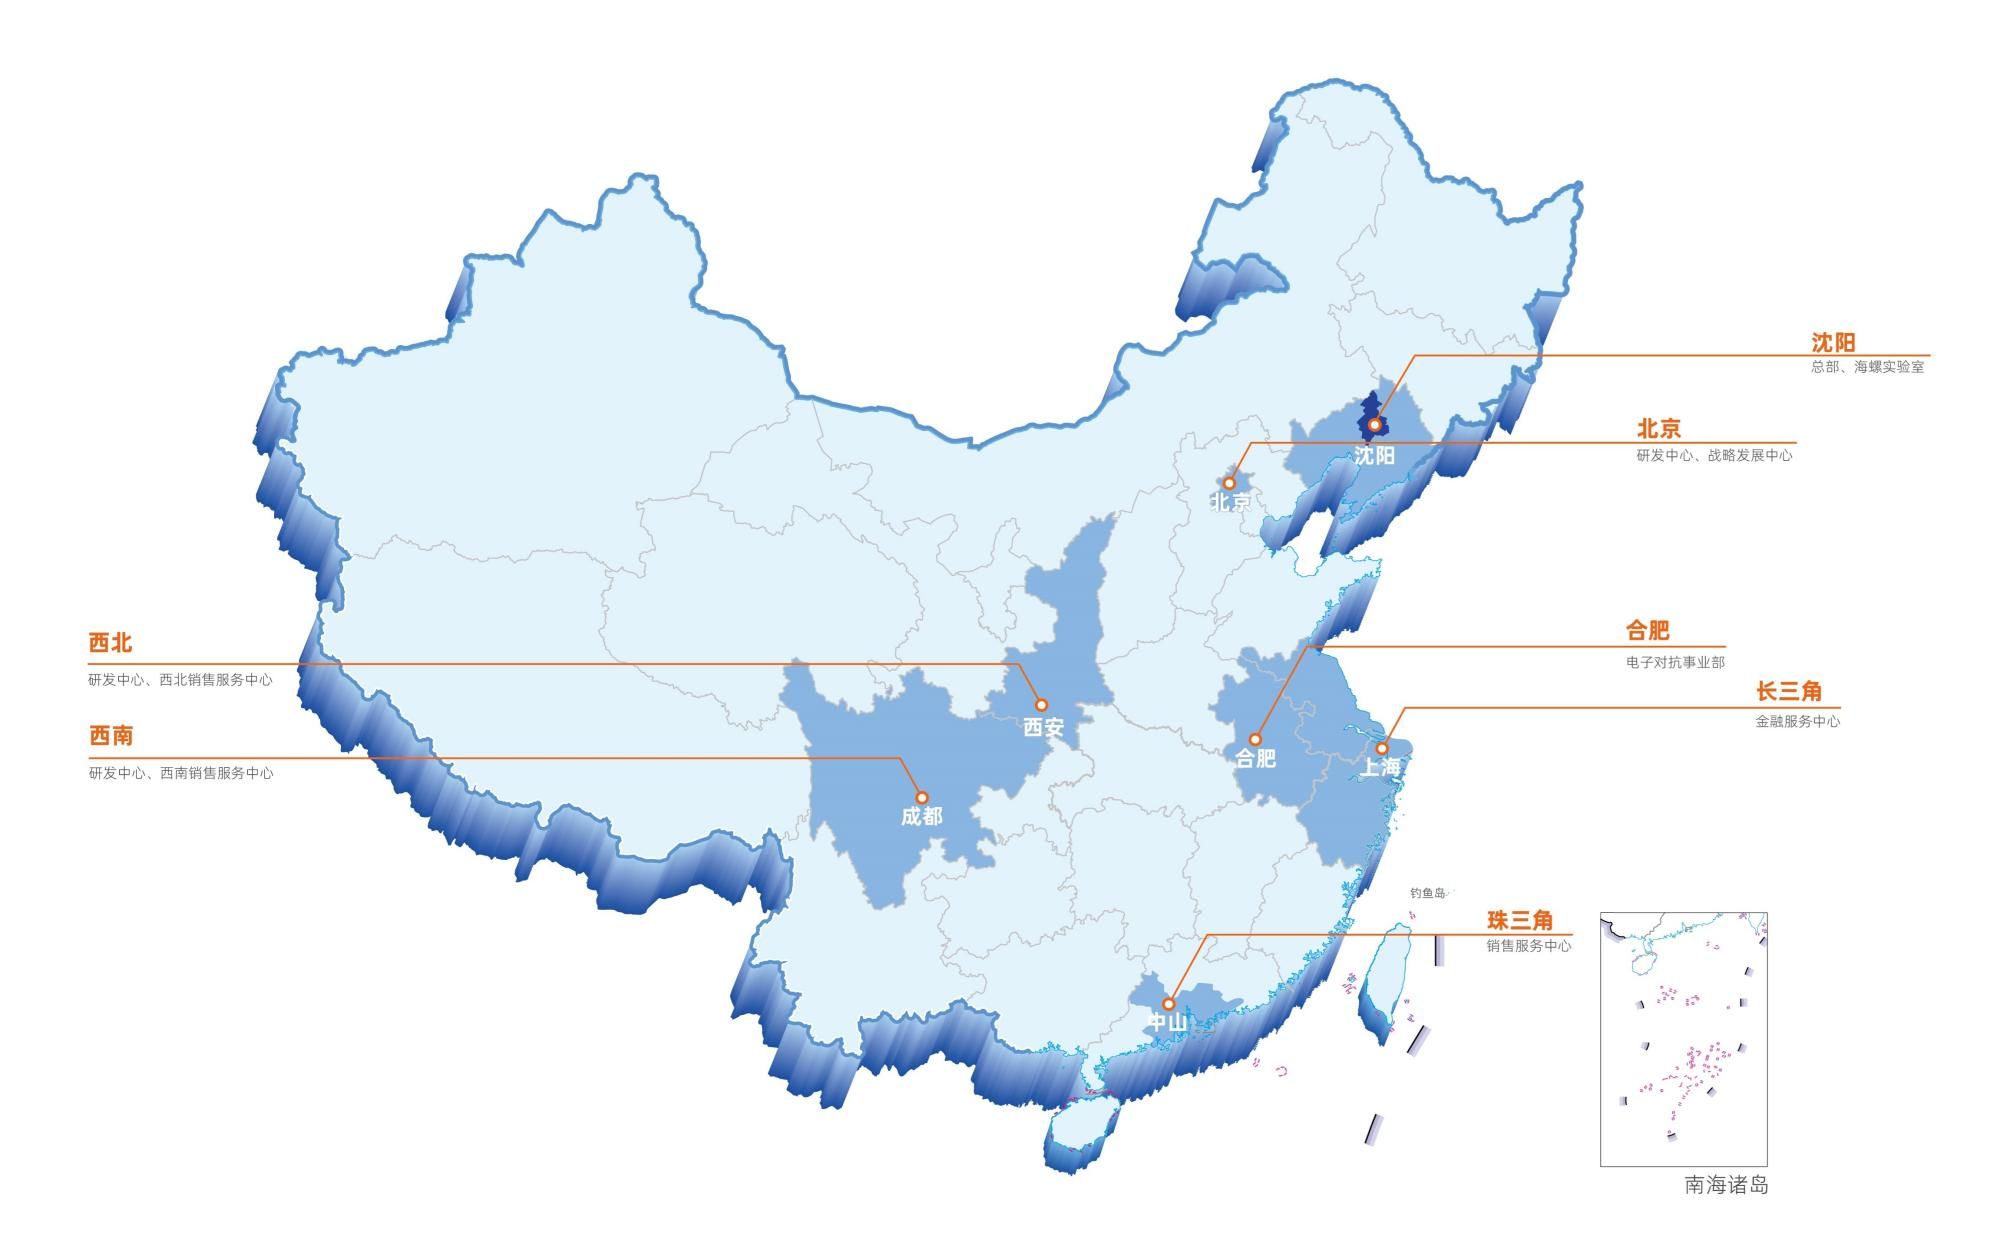 沈阳
总部、海螺实验室
北京
研发中心、战略发展中心
沈阳
北京
合肥
电子对抗事业部
西北
研发中心、西北销售服务中心
长三角
金融服务中心
西安
西南
研发中心、西南销售服务中心
合肥
上海
成都
钓鱼岛
珠三角
销售服务中心
中山
南海诸岛